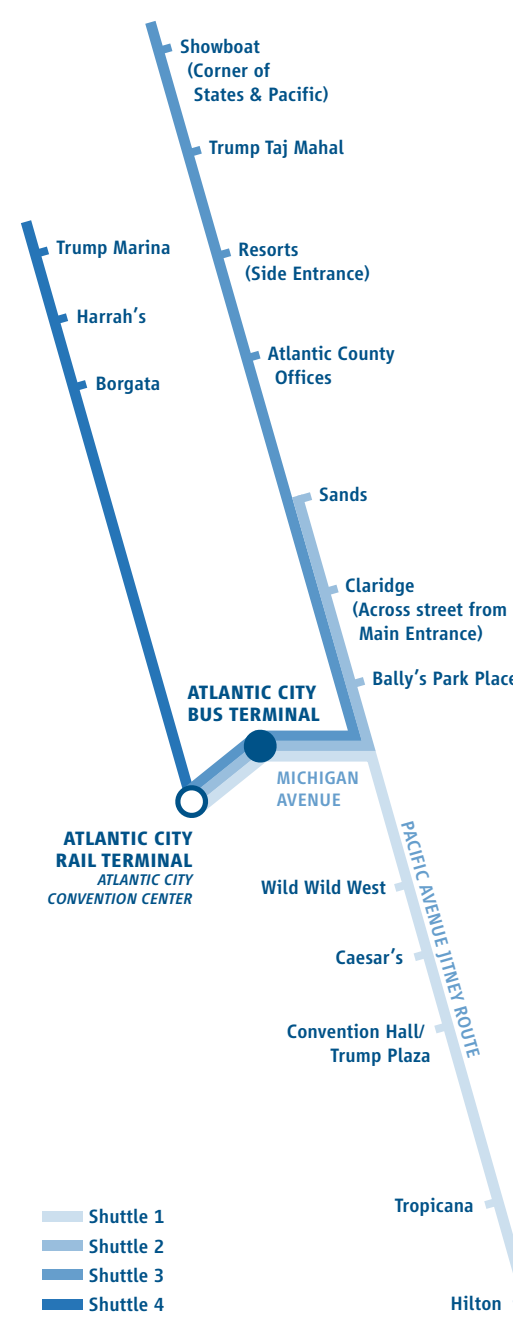 Showboat
(Corner of
States & Pacific)
Trump Taj Mahal
Trump Marina
Resorts
(Side Entrance)
Harrah's
Atlantic County
Offices
Borgata
Sands
Claridge
(Across street from
Main Entrance)
Bally's Park Place
ATLANTIC CITY
BUS TERMINAL
MICHIGAN
AVENUE
ATLANTIC CITY
RAIL TERMINAL
ATLANTIC CITY
CONVENTION CENTER
PACIFIC AVENUE JITNEY ROUTE
Wild Wild West
Caesar's
Convention Hall/
Trump Plaza
Tropicana
Hilton
Shuttle 1
Shuttle 2
Shuttle 3
Shuttle 4